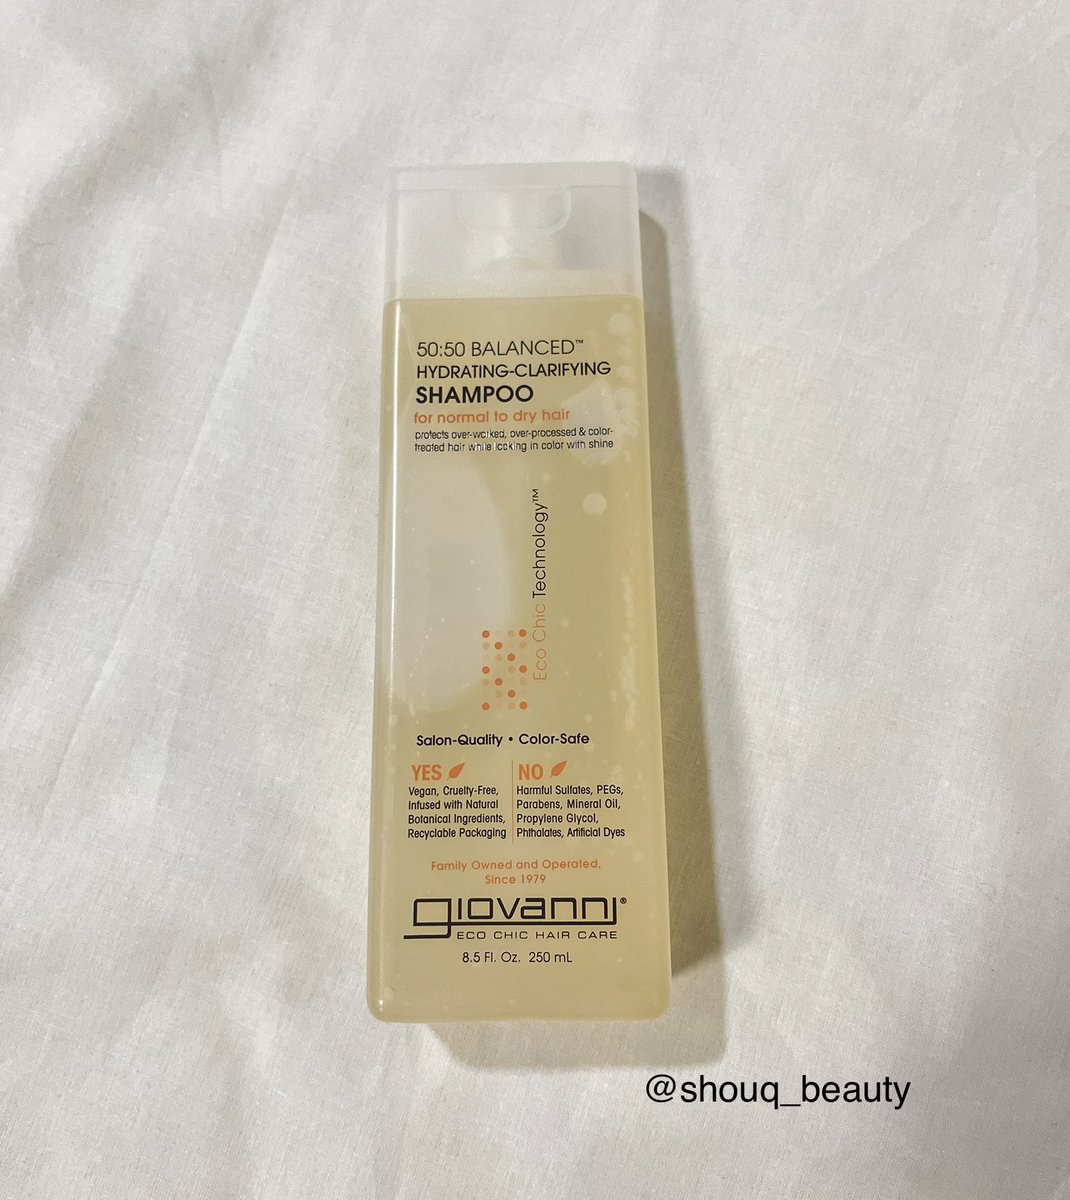 50:50 BALANCED™
HYDRATING-CLARIFYING
SHAMPOO
for normal to dry hair
protects over-worked, over-processed & color-
treated hair while locking in color with shine
Eco Chic Technology™
Salon-Quality • Color-Safe
YES
Vegan, Cruelty-Free,
Infused with Natural
Botanical Ingredients,
Recyclable Packaging
NO
Harmful Sulfates, PEGs,
Parabens, Mineral Oil,
Propylene Glycol,
Phthalates, Artificial Dyes
Family Owned and Operated,
Since 1979
giovanni®
ECO CHIC HAIR CARE
8.5 Fl. Oz. 250 mL
@shouq_beauty